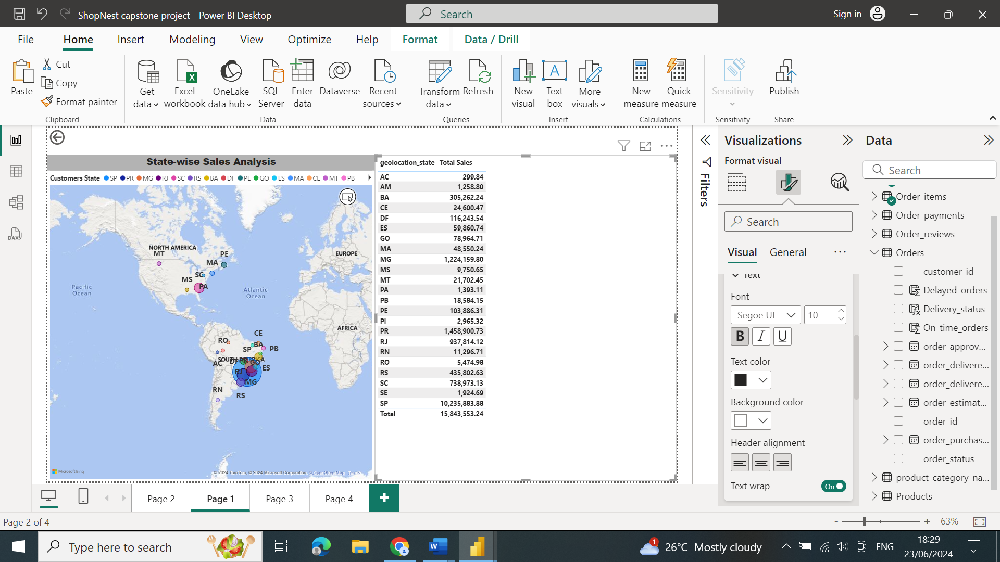 ShopNest capstone project - Power BI Desktop
Search
Sign in
File Home Insert Modeling View Optimize Help Format Data / Drill
Paste
Cut
Copy
Format painter
Clipboard
Get data
Excel workbook
OneLake data hub
SQL Server
Enter data
Dataverse
Recent sources
Data
Transform data
Refresh
Queries
New visual
Text box
More visuals
Insert
New measure
Quick measure
Calculations
Sensitivity
Sensitivity
Publish
Share
DAX
State-wise Sales Analysis
Customers State SP PR MG RJ SC RS BA DF PE GO ES MA CE MT PB
NORTH AMERICA
MT
PE
MA
SC
MS
PA
EUROPE
Pacific Ocean
Atlantic Ocean
AFRICA
CE
RO
BA
SP
PB
SOUTH AMERICA
AC
DF
PR
GO
ES
RJ
MG
RN
RS
Microsoft Bing
© 2024 TomTom, © 2024 Microsoft Corporation, © OpenStreetMap Terms
geolocation_state Total Sales
AC 299.84
AM 1,258.80
BA 305,262.24
CE 24,600.47
DF 116,243.54
ES 59,860.74
GO 78,964.71
MA 48,550.24
MG 1,224,159.80
MS 9,750.65
MT 21,702.45
PA 1,393.11
PB 18,584.15
PE 103,886.31
PI 2,965.32
PR 1,458,900.73
RJ 937,814.12
RN 11,296.71
RO 5,474.98
RS 435,802.63
SC 738,973.13
SE 1,924.69
SP 10,235,883.88
Total 15,843,553.24
Filters
Visualizations
Format visual
Search
Visual General ...
Text
Font
Segoe UI 10
B I U
Text color
Background color
Header alignment
Text wrap On
Data
Search
Order_items
Order_payments
Order_reviews
Orders
customer_id
Delayed_orders
Delivery_status
On-time_orders
order_approv...
order_delivere...
order_delivere...
order_estimat...
order_id
order_purchas...
order_status
product_category_na...
Products
Page 2 Page 1 Page 3 Page 4 +
Page 2 of 4
- + 63%
Type here to search
W
1
26°C Mostly cloudy
ENG
18:29
23/06/2024